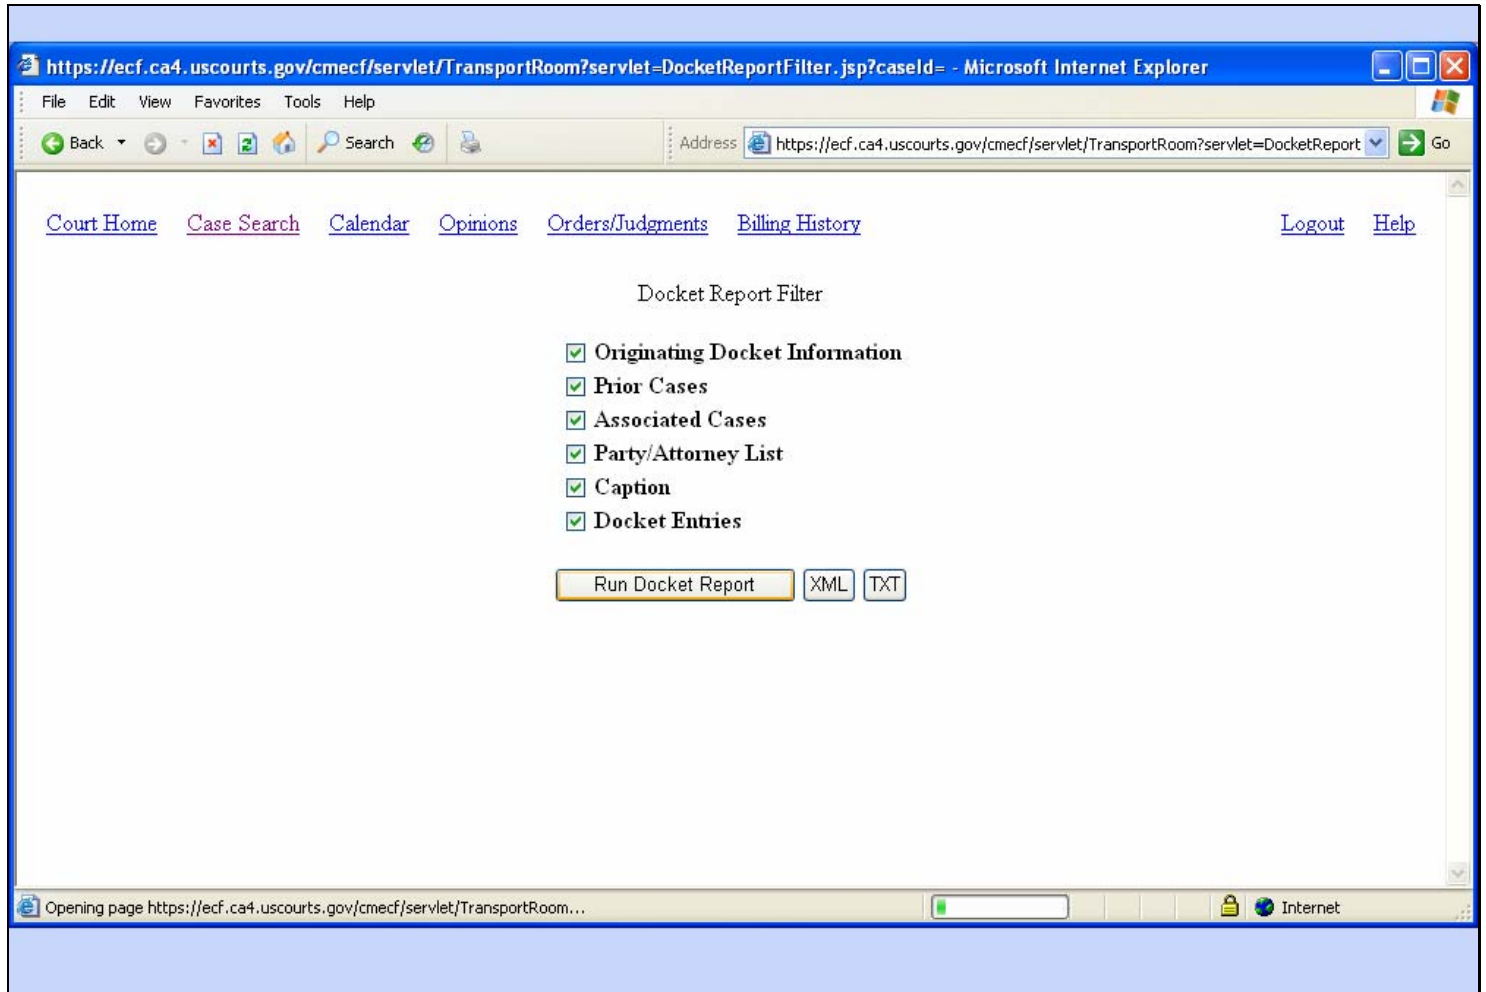 https://ecf.ca4.uscourts.gov/cmecf/servlet/TransportRoom?servlet=DocketReportFilter.jsp?caseId= - Microsoft Internet Explorer
File Edit View Favorites Tools Help
Back Search Address https://ecf.ca4.uscourts.gov/cmecf/servlet/TransportRoom?servlet=DocketReport Go
Court Home Case Search Calendar Opinions Orders/Judgments Billing History Logout Help
Docket Report Filter
Originating Docket Information
Prior Cases
Associated Cases
Party/Attorney List
Caption
Docket Entries
Run Docket Report XML TXT
Opening page https://ecf.ca4.uscourts.gov/cmecf/servlet/TransportRoom... Internet